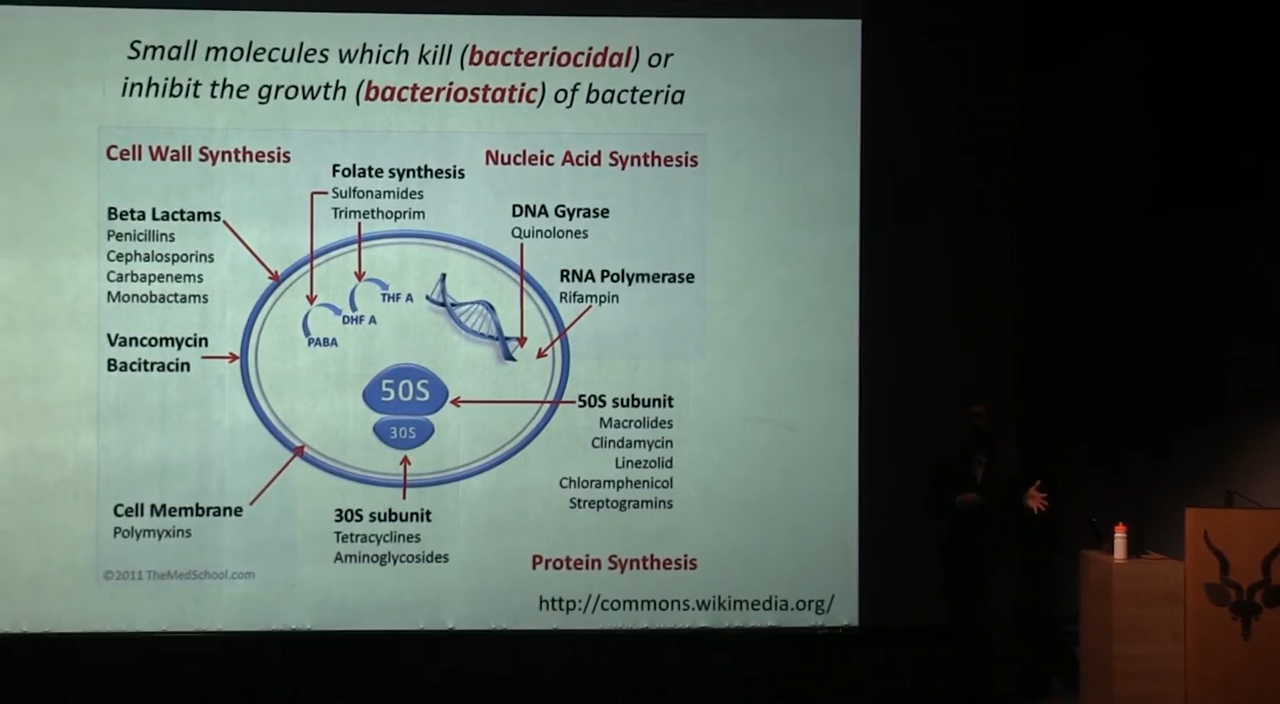 Small molecules which kill (bacteriocidal) or
inhibit the growth (bacteriostatic) of bacteria
Cell Wall Synthesis
Beta Lactams
Penicillins
Cephalosporins
Carbapenems
Monobactams
Vancomycin
Bacitracin
Cell Membrane
Polymyxins
Folate synthesis
Sulfonamides
Trimethoprim
PABA
DHF A
THF A
Nucleic Acid Synthesis
DNA Gyrase
Quinolones
RNA Polymerase
Rifampin
50S
30S
50S subunit
Macrolides
Clindamycin
Linezolid
Chloramphenicol
Streptogramins
30S subunit
Tetracyclines
Aminoglycosides
Protein Synthesis
©2011 TheMedSchool.com
http://commons.wikimedia.org/